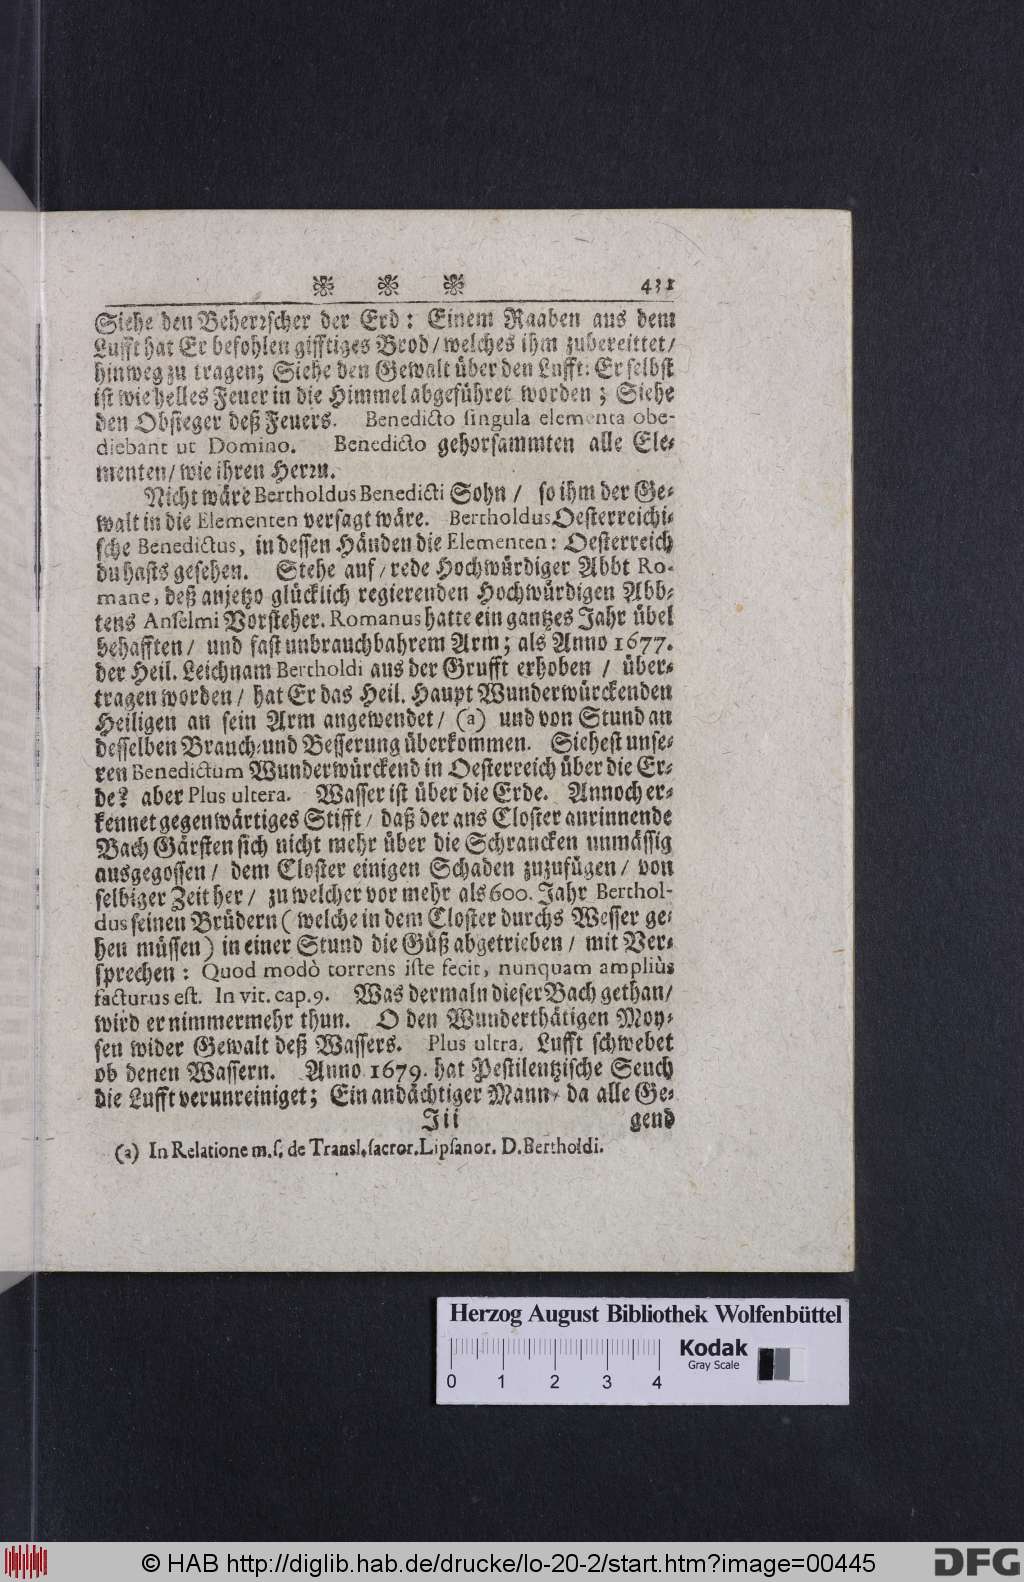 431
Siehe den Beherꝛscher der Erd: Einem Raaben aus dem
Lufft hat Er befohlen gifftiges Brod/ welches ihm zubereittet/
hinweg zu tragen; Siehe den Gewalt über den Lufft: Er selbst
ist wie helles Feuer in die Himmel abgeführet worden; Siehe
den Obsieger deß Feuers. Benedicto singula elementa obe-
diebant ut Domino. Benedicto gehorsammten alle Ele-
menten/ wie ihren Herꝛn.
Nicht wäre Bertholdus Benedicti Sohn/ so ihm der Ge-
walt in die Elementen versagt wäre. Bertholdus Oesterreichi-
sche Benedictus, in dessen Händen die Elementen: Oesterreich
du hasts gesehen. Stehe auf/ rede Hochwürdiger Abbt Ro-
mane, deß anjetzo glücklich regierenden Hochwürdigen Abb-
tens Anselmi Vorsteher. Romanus hatte ein gantzes Jahr übel
behafften/ und fast unbrauchbahrem Arm; als Anno 1677.
der Heil. Leichnam Bertholdi aus der Grufft erhoben / über-
tragen worden/ hat Er das Heil. Haupt Wunderwürckenden
Heiligen an sein Arm angewendet/ (a) und von Stund an
desselben Brauch-und Besserung überkommen. Siehest unse-
ren Benedictum Wunderwürckend in Oesterreich über die Er-
de? aber Plus ultera. Wasser ist über die Erde. Annoch er-
kennet gegenwärtiges Stifft/ daß der ans Closter anrinnende
Bach Gärsten sich nicht mehr über die Schrancken unmässig
ausgegossen/ dem Closter einigen Schaden zuzufügen/ von
selbiger Zeit her/ zu welcher vor mehr als 600. Jahr Berthol-
dus seinen Brüdern (welche in dem Closter durchs Wesser ge-
hen müssen) in einer Stund die Güß abgetrieben/ mit Ver-
sprechen: Quod modò torrens iste fecit, nunquam ampliùs
facturus est. In vit. cap. 9. Was dermaln dieser Bach gethan/
wird er nimmermehr thun. O den Wunderthätigen Moy-
sen wider Gewalt deß Wassers. Plus ultra. Lufft schwebet
ob denen Wassern. Anno 1679. hat Pestilentzische Seuch
die Lufft verunreiniget; Ein andächtiger Mann/ da alle Ge-
Iii gend
(a) In Relatione m. s. de Transl. sacror. Lipsanor. D. Bertholdi.
Herzog August Bibliothek Wolfenbüttel
Kodak
Gray Scale
0 1 2 3 4
© HAB http://diglib.hab.de/drucke/lo-20-2/start.htm?image=00445
DFG